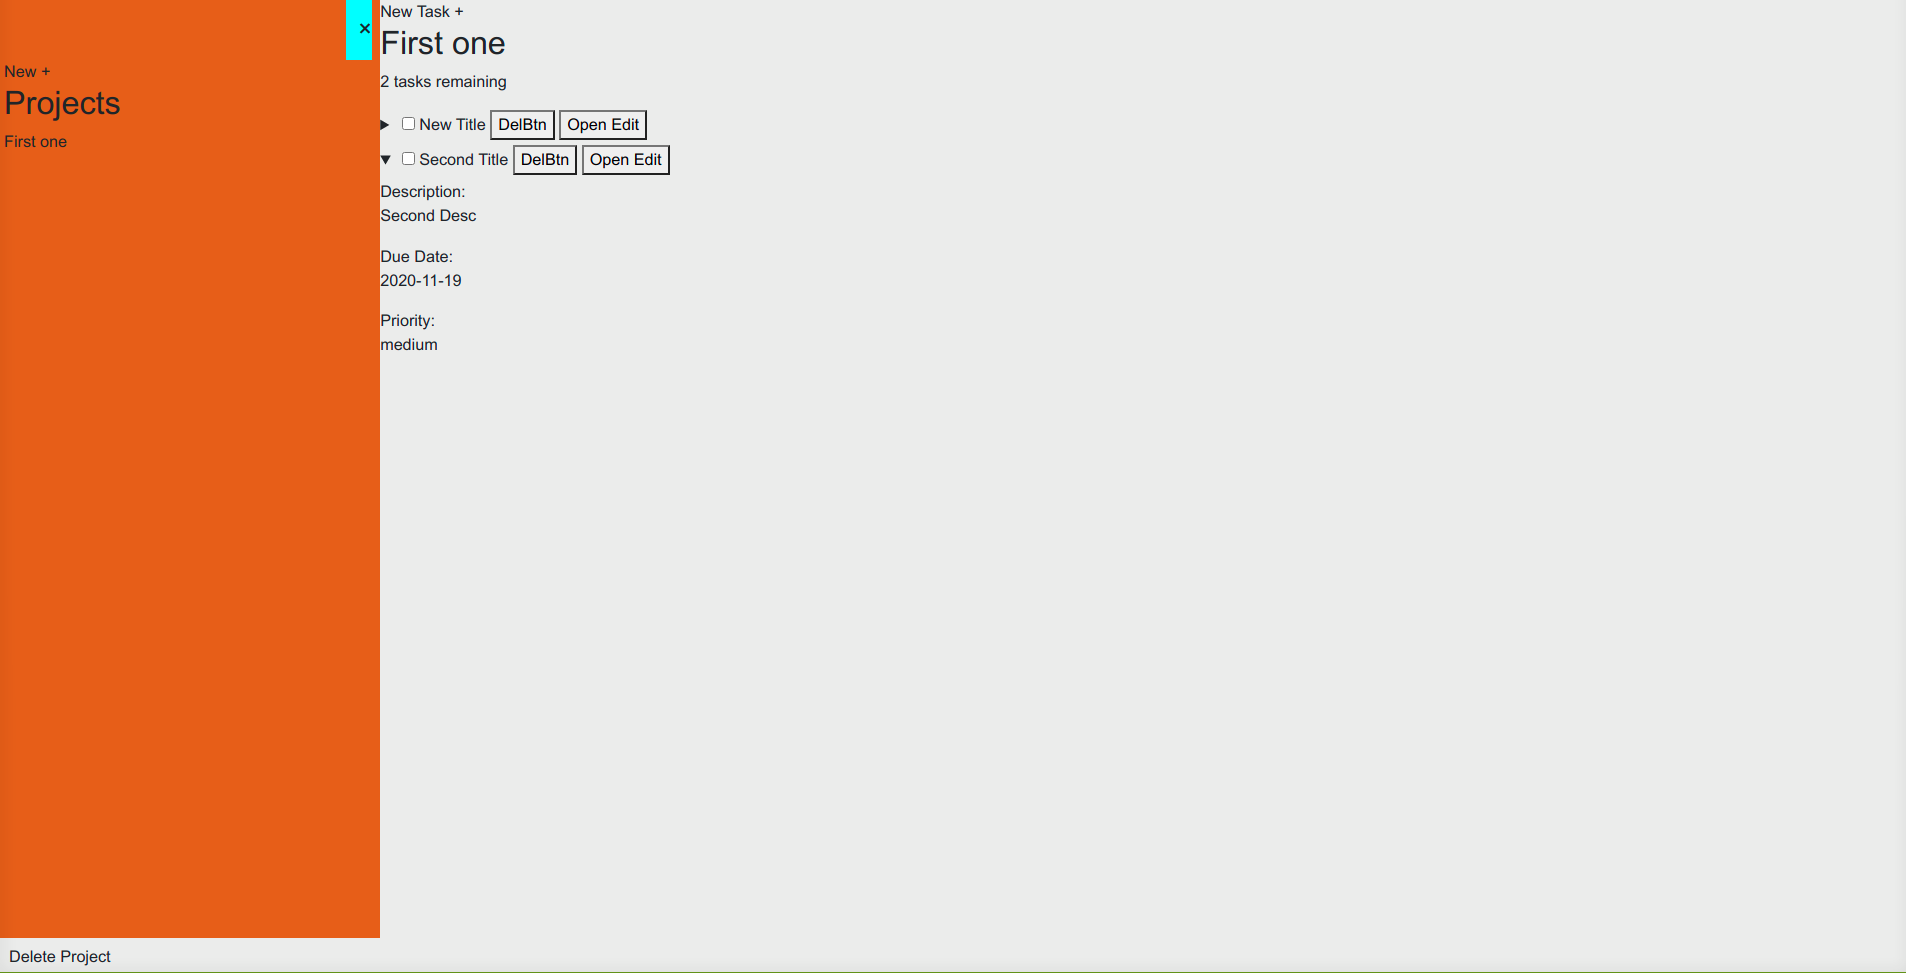 ×
New +
Projects
First one
New Task +
First one
2 tasks remaining
New Title DelBtn Open Edit
Second Title DelBtn Open Edit
Description:
Second Desc
Due Date:
2020-11-19
Priority:
medium
Delete Project